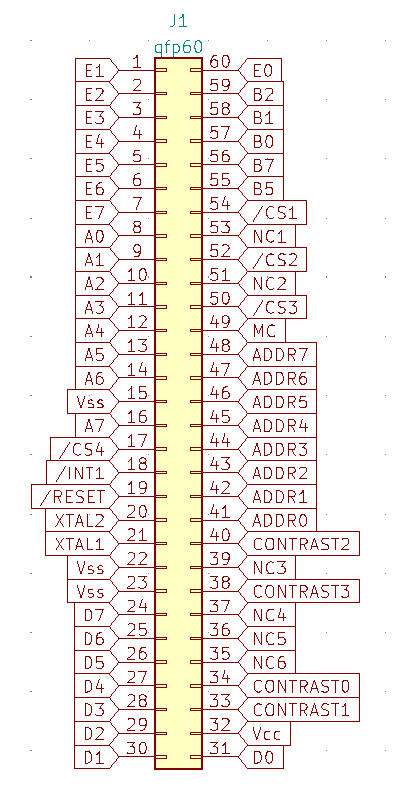 J1
qfp60
E1 1 60 E0
E2 2 59 B2
E3 3 58 B1
E4 4 57 B0
E5 5 56 B7
E6 6 55 B5
E7 7 54 /CS1
A0 8 53 NC1
A1 9 52 /CS2
A2 10 51 NC2
A3 11 50 /CS3
A4 12 49 MC
A5 13 48 ADDR7
A6 14 47 ADDR6
Vss 15 46 ADDR5
A7 16 45 ADDR4
/CS4 17 44 ADDR3
/INT1 18 43 ADDR2
/RESET 19 42 ADDR1
XTAL2 20 41 ADDR0
XTAL1 21 40 CONTRAST2
Vss 22 39 NC3
Vss 23 38 CONTRAST3
D7 24 37 NC4
D6 25 36 NC5
D5 26 35 NC6
D4 27 34 CONTRAST0
D3 28 33 CONTRAST1
D2 29 32 Vcc
D1 30 31 D0